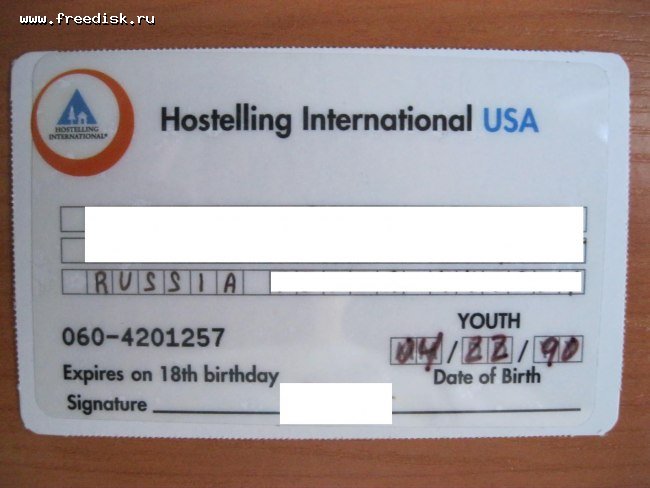 www.freedisk.ru
HOSTELLING
INTERNATIONAL®
Hostelling International USA
RUSSIA
060-4201257
YOUTH
04/22/90
Expires on 18th birthday
Date of Birth
Signature